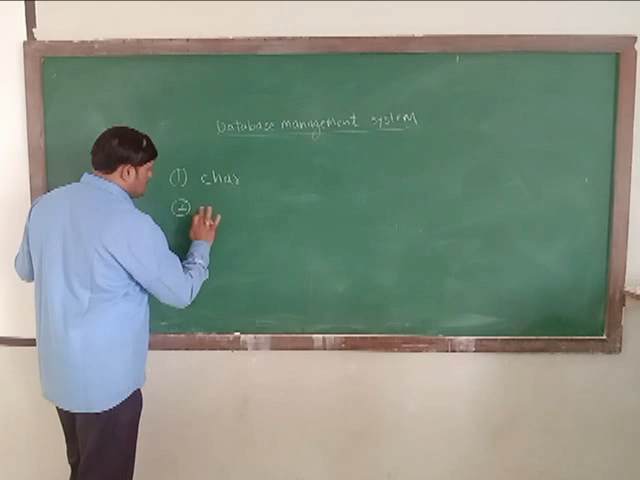 Database management system
(1) char
(2)